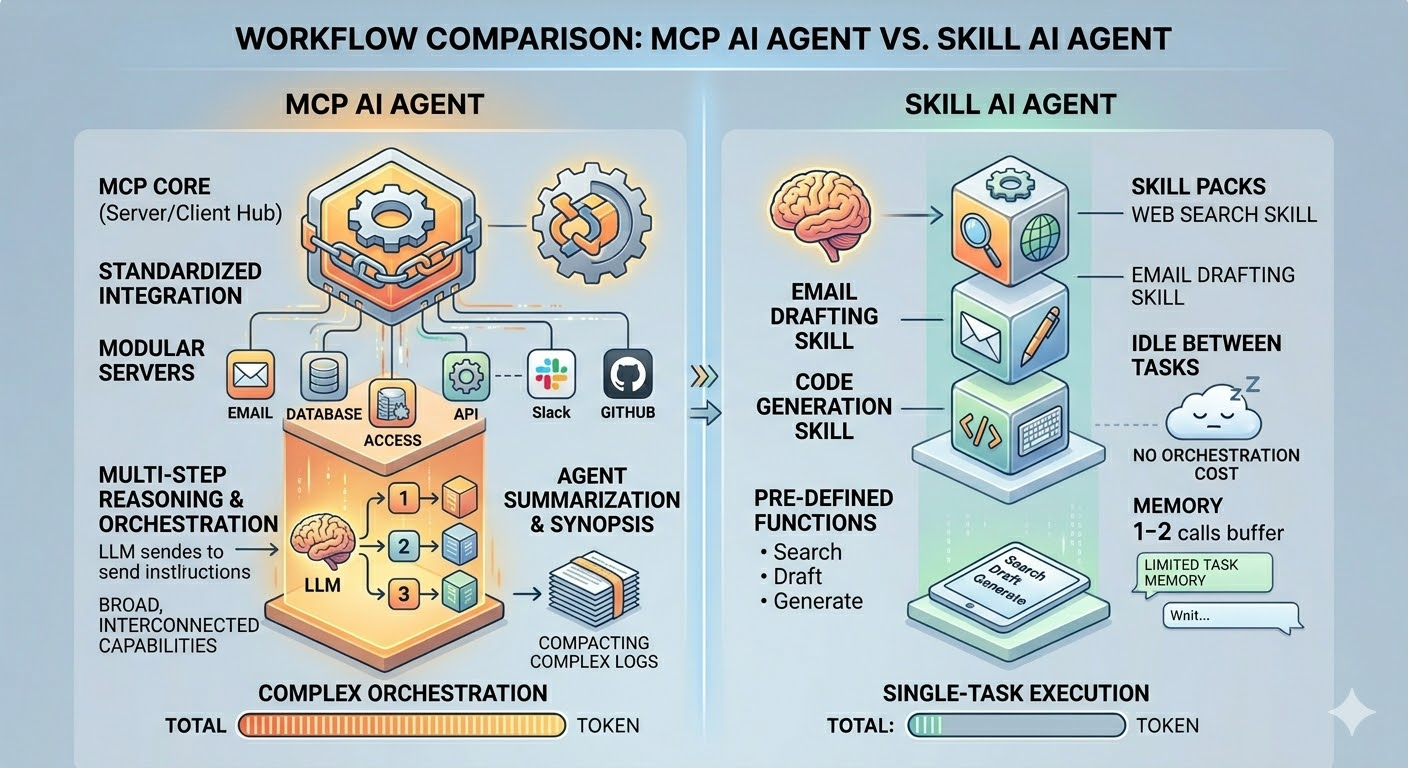 WORKFLOW COMPARISON: MCP AI AGENT VS. SKILL AI AGENT
MCP AI AGENT
MCP CORE
(Server/Client Hub)
STANDARDIZED
INTEGRATION
MODULAR
SERVERS
EMAIL
DATABASE
ACCESS
API
Slack
GITHUB
MULTI-STEP
REASONING &
ORCHESTRATION
LLM sendes to
send instlructions
BROAD,
INTERCONNECTED
CAPABILITIES
LLM
1
2
3
AGENT
SUMMARIZATION
& SYNOPSIS
COMPACTING
COMPLEX LOGS
COMPLEX ORCHESTRATION
TOTAL
TOKEN
SKILL AI AGENT
SKILL PACKS
WEB SEARCH SKILL
EMAIL DRAFTING
SKILL
EMAIL
DRAFTING
SKILL
CODE
GENERATION
SKILL
</>
IDLE BETWEEN
TASKS
z Z
NO ORCHESTRATION
COST
PRE-DEFINED
FUNCTIONS
• Search
• Draft
• Generate
Search
Draft
Generate
MEMORY
1–2 calls buffer
LIMITED TASK
MEMORY
Wnit...
SINGLE-TASK EXECUTION
TOTAL:
TOKEN